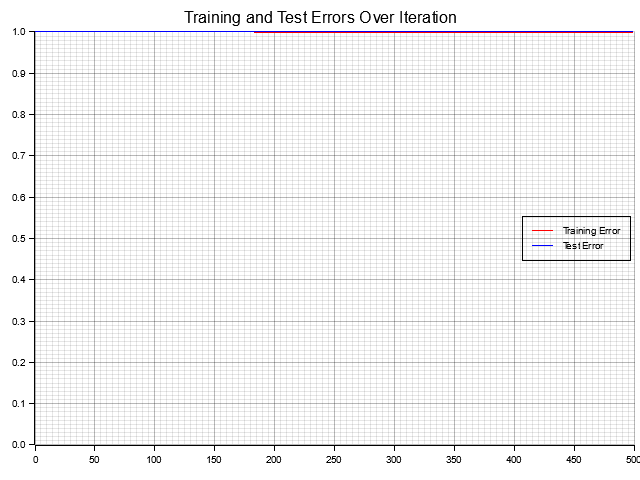 Training and Test Errors Over Iteration
1.0
0.9
0.8
0.7
0.6
0.5
0.4
0.3
0.2
0.1
0.0
Training Error
Test Error
0 50 100 150 200 250 300 350 400 450 500